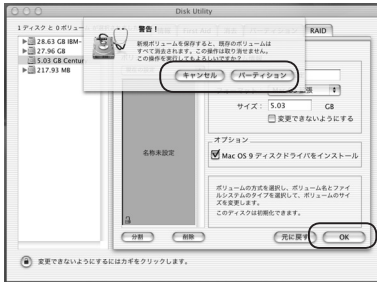 Disk Utility
1 ディスク と 0 ボリュー
28.63 GB IBM-
27.96 GB
5.03 GB Centur
217.93 MB
警告！
新規ボリュームを保存すると、既存のボリュームは
すべて消去されます。この操作は取り消せません。
この操作を実行してもよろしいですか？
キャンセル
パーティション
RAID
張
サイズ： 5.03 GB
変更できないようにする
名称未設定
オプション
Mac OS 9 ディスクドライバをインストール
ボリュームの方式を選択し、ボリューム名とファイ
ルシステムのタイプを選択して、ボリュームのサイ
ズを変更します。
このディスクは初期化できます。
分割
削除
元に戻す
OK
変更できないようにするにはカギをクリックします。